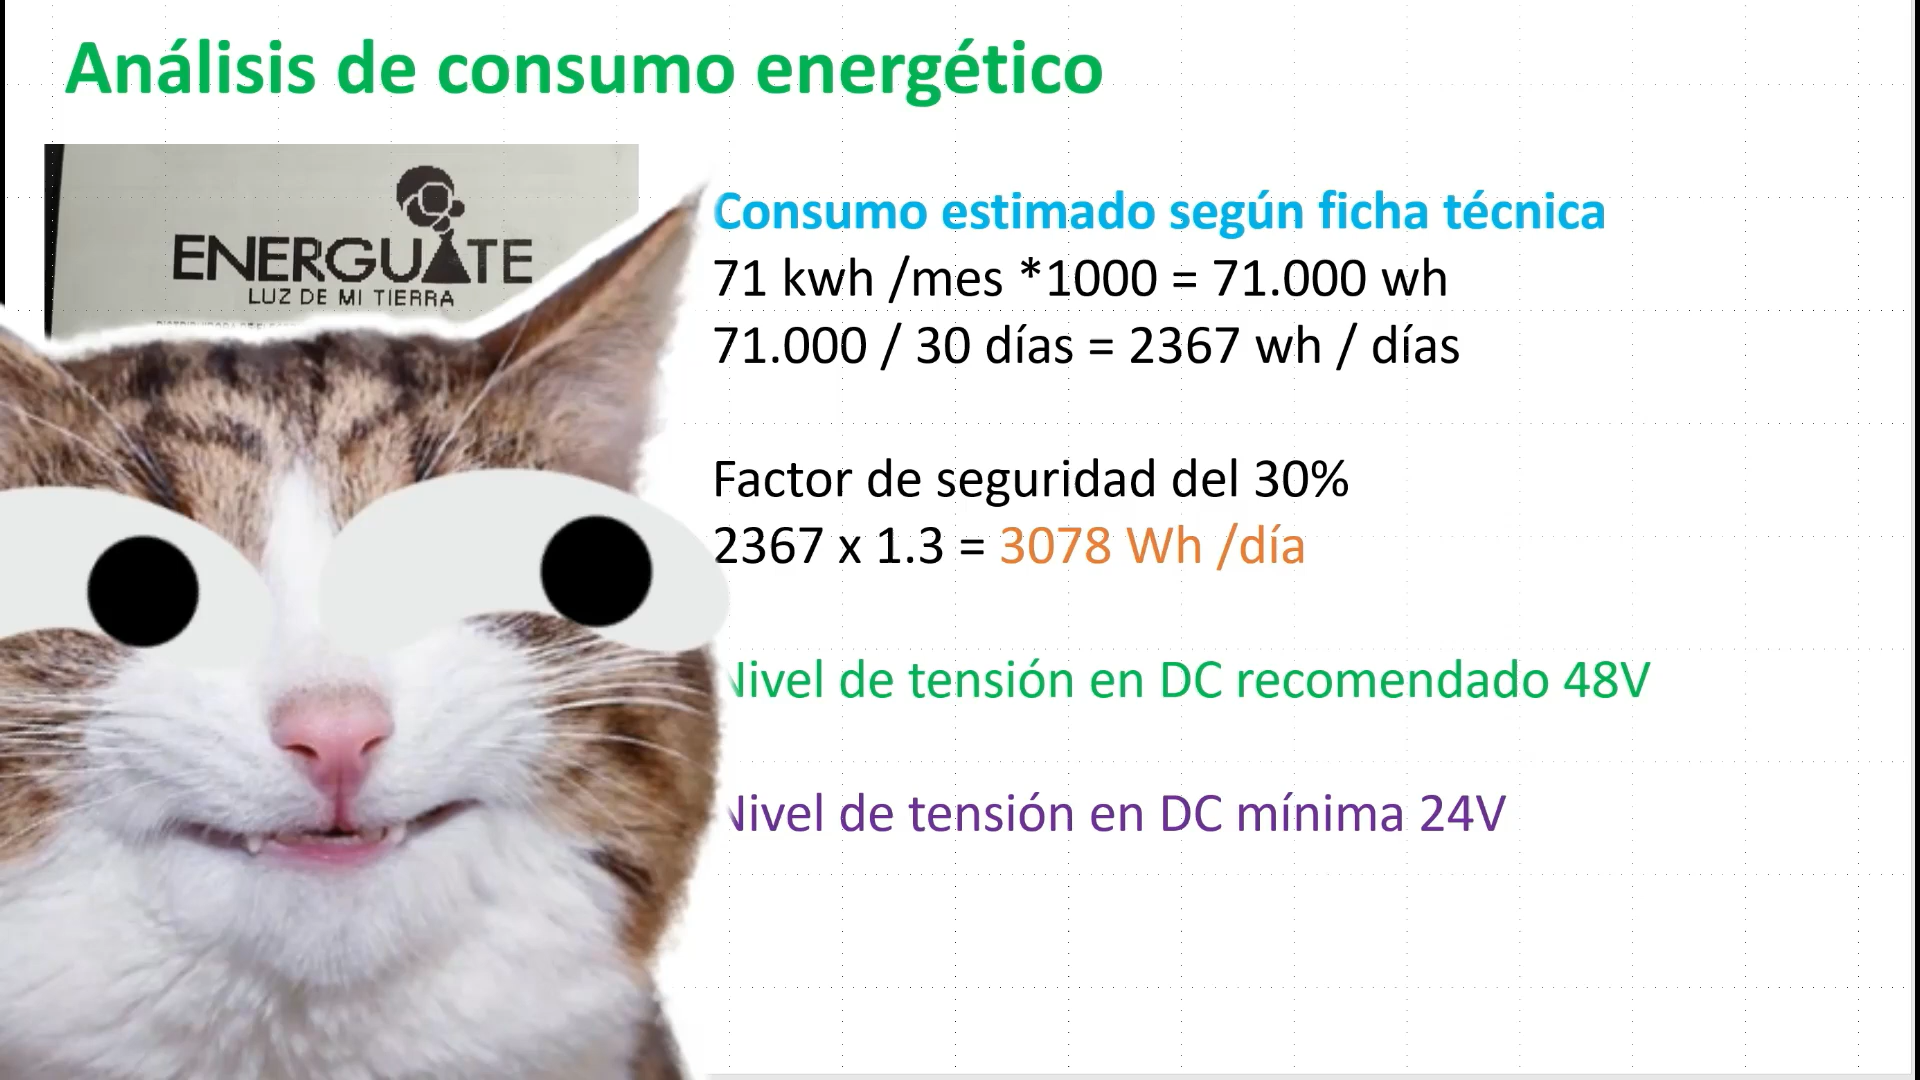 Análisis de consumo energético
ENERGUATE
LUZ DE MI TIERRA
Consumo estimado según ficha técnica
71 kwh /mes *1000 = 71.000 wh
71.000 / 30 días = 2367 wh / días
Factor de seguridad del 30%
2367 x 1.3 = 3078 Wh /día
Nivel de tensión en DC recomendado 48V
Nivel de tensión en DC mínima 24V